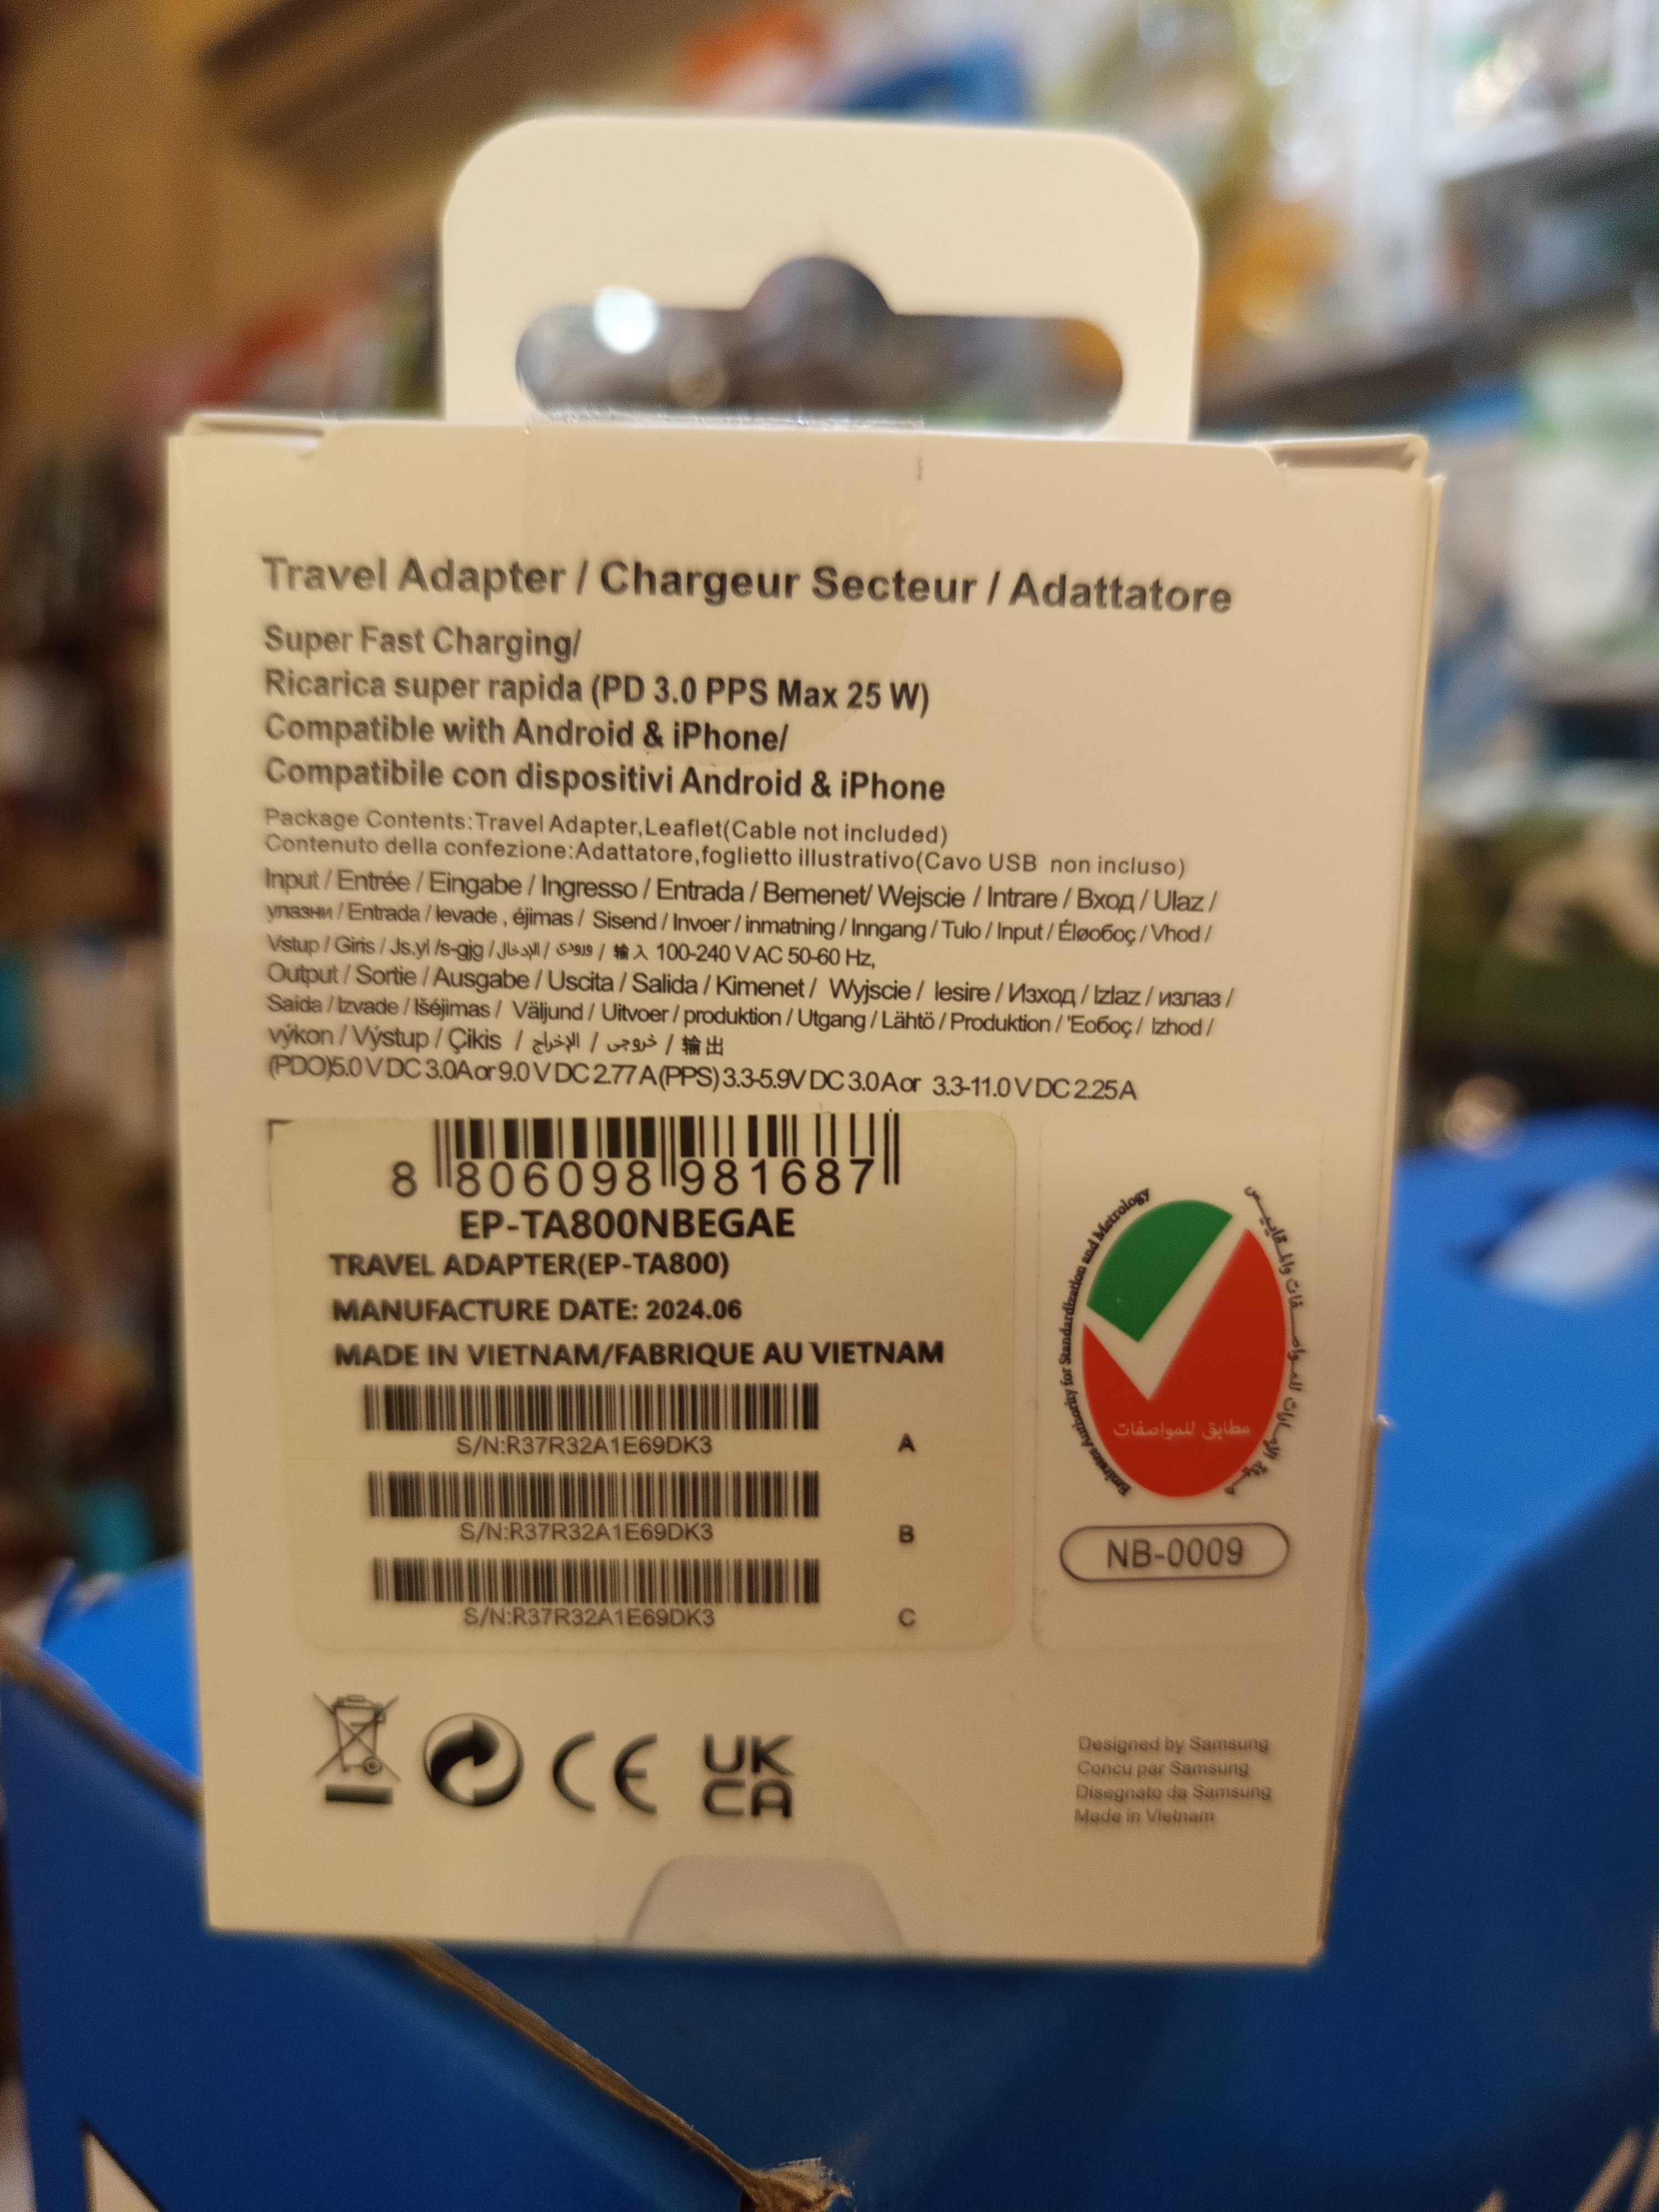 Travel Adapter / Chargeur Secteur / Adattatore
Super Fast Charging/
Ricarica super rapida (PD 3.0 PPS Max 25 W)
Compatible with Android & iPhone/
Compatibile con dispositivi Android & iPhone
Package Contents:Travel Adapter,Leaflet(Cable not included)
Contenuto della confezione:Adattatore,foglietto illustrativo(Cavo USB non incluso)
Input / Entrée / Eingabe / Ingresso / Entrada / Bemenet/ Wejscie / Intrare / Вход / Ulaz /
улазни / Entrada / Ievade , éjimas / Sisend / Invoer / inmatning / Inngang / Tulo / Input / Éløoбoç / Vhod /
Vstup / Giris / Js.yl /s-gjg / الإدخال / ورودی / 输入 100-240 V AC 50-60 Hz,
Output / Sortie / Ausgabe / Uscita / Salida / Kimenet / Wyjscie / Iesire / Изход / Izlaz / излаз /
Saída / Izvade / Išéjimas / Väljund / Uitvoer / produktion / Utgang / Lähtö / Produktion / 'Eoбoç / Izhod /
výkon / Výstup / Çikis / الإخراج / خروجی / 输出
(PDO)5.0 V DC 3.0A or 9.0 V DC 2.77 A (PPS) 3.3-5.9V DC 3.0 A or 3.3-11.0 V DC 2.25 A
8 806098 981687
EP-TA800NBEGAE
TRAVEL ADAPTER(EP-TA800)
MANUFACTURE DATE: 2024.06
MADE IN VIETNAM/FABRIQUE AU VIETNAM
S/N:R37R32A1E69DK3 A
S/N:R37R32A1E69DK3 B
S/N:R37R32A1E69DK3 C
Emirates Authority for Standardization and Metrology
هيئة الإمارات للمواصفات والمقاييس
مطابق للمواصفات
NB-0009
CE
UK
CA
Designed by Samsung
Concu par Samsung
Disegnato da Samsung
Made in Vietnam